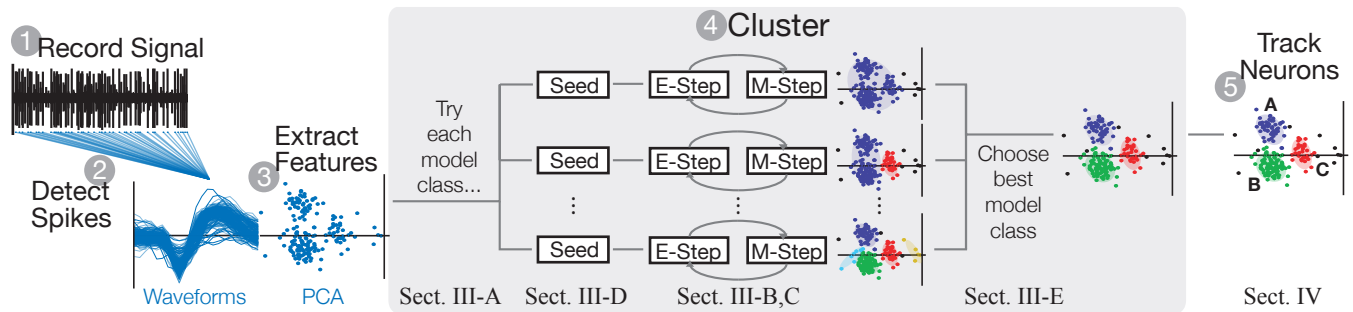 1 Record Signal
2
Detect
Spikes
Waveforms
3 Extract
Features
PCA
4 Cluster
Try
each
model
class...
Sect. III-A
Seed
Seed
⋮
Seed
Sect. III-D
E-Step M-Step
E-Step M-Step
⋮
E-Step M-Step
Sect. III-B,C
⋮
Choose
best
model
class
Sect. III-E
Track
Neurons
5
A
B
C
Sect. IV